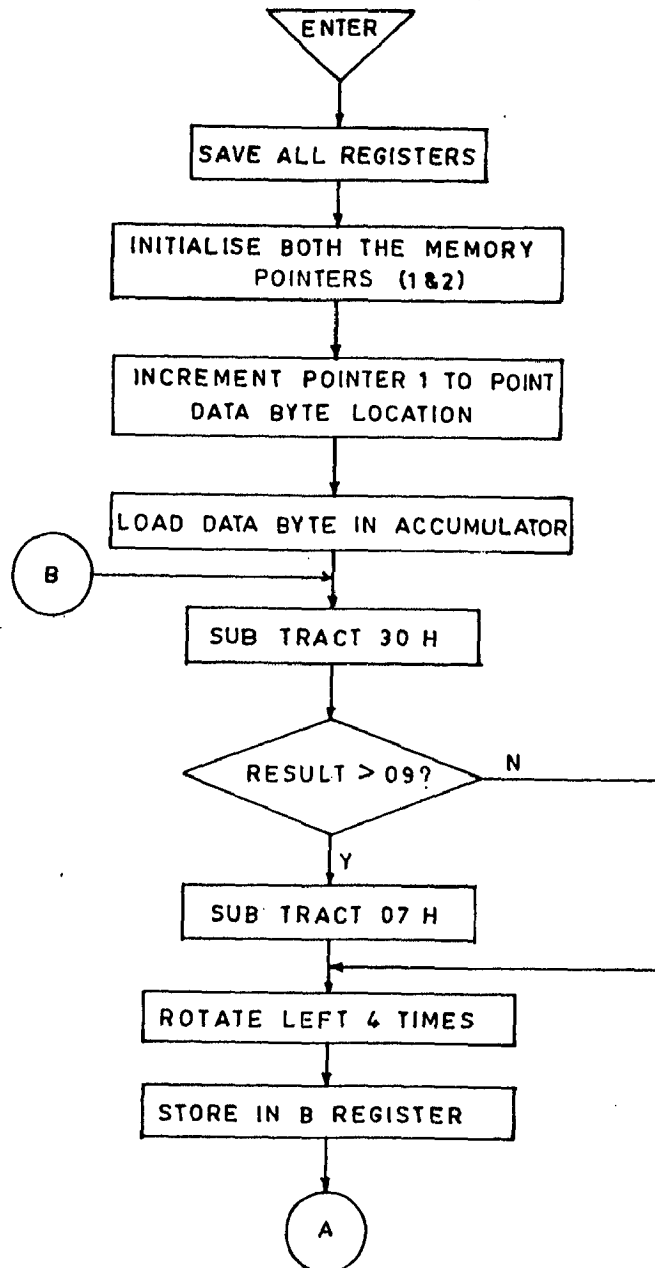 ENTER
SAVE ALL REGISTERS
INITIALISE BOTH THE MEMORY
POINTERS (1&2)
INCREMENT POINTER 1 TO POINT
DATA BYTE LOCATION
LOAD DATA BYTE IN ACCUMULATOR
B
SUB TRACT 30 H
RESULT > 09?
N
Y
SUB TRACT 07 H
ROTATE LEFT 4 TIMES
STORE IN B REGISTER
A